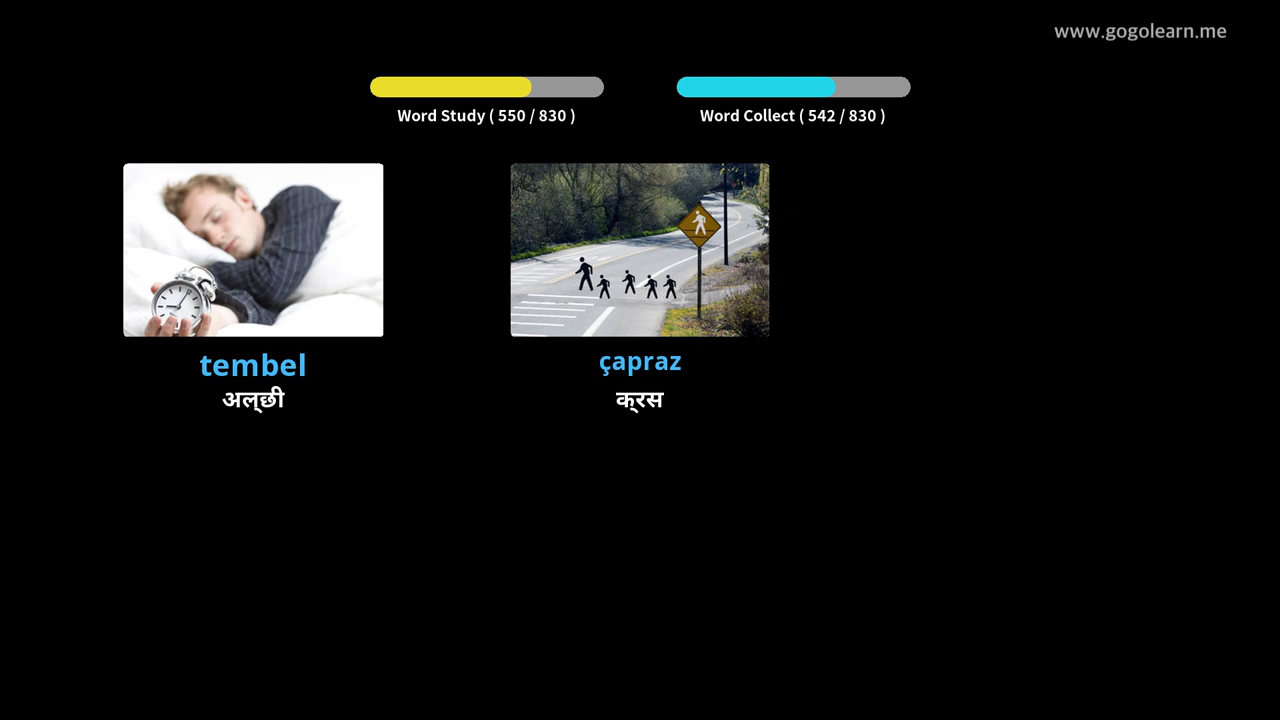 www.gogolearn.me
Word Study ( 550 / 830 )
Word Collect ( 542 / 830 )
tembel
अल्छी
çapraz
क्रस